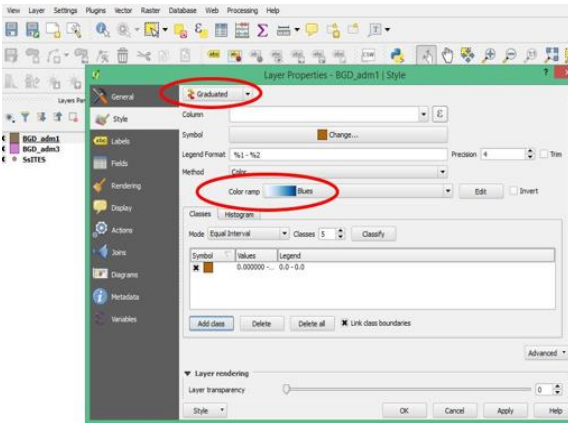 View Layer Settings Plugins Vector Raster Database Web Processing Help
Layer Properties - BGD_adm1 | Style
Layers Par
BGD_adm1
BGD_adm3
SsITES
General
Style
Labels
Fields
Rendering
Display
Actions
Joins
Diagrams
Metadata
Variables
Graduated
Column
Symbol Change...
Legend Format %1 - %2 Precision 4 Trim
Method Color
Color ramp Blues Edit Invert
Classes Histogram
Mode Equal Interval Classes 5 Classify
Symbol Values Legend
0.000000 -... 0.0 - 0.0
Add class Delete Delete all Link class boundaries
Advanced
Layer rendering
Layer transparency 0
Style OK Cancel Apply Help